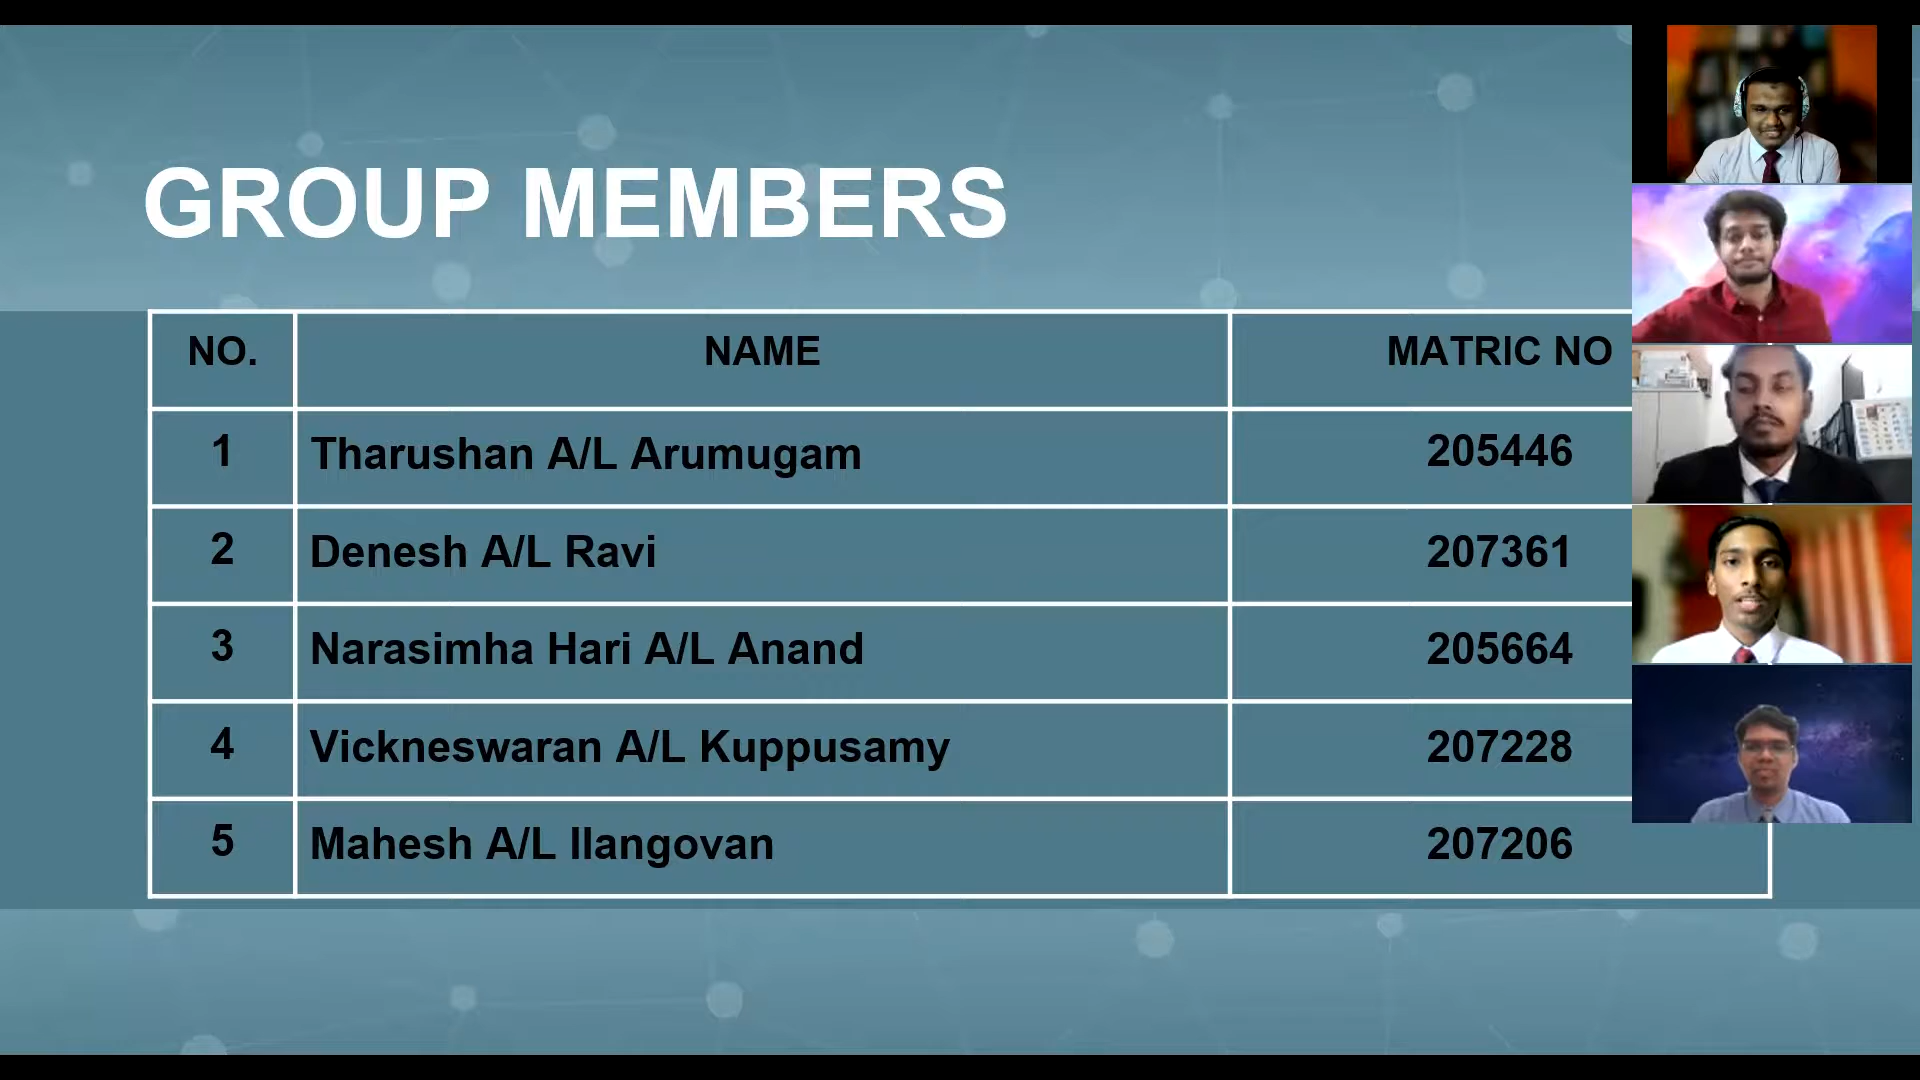 GROUP MEMBERS
NO. NAME MATRIC NO
1 Tharushan A/L Arumugam 205446
2 Denesh A/L Ravi 207361
3 Narasimha Hari A/L Anand 205664
4 Vickneswaran A/L Kuppusamy 207228
5 Mahesh A/L Ilangovan 207206